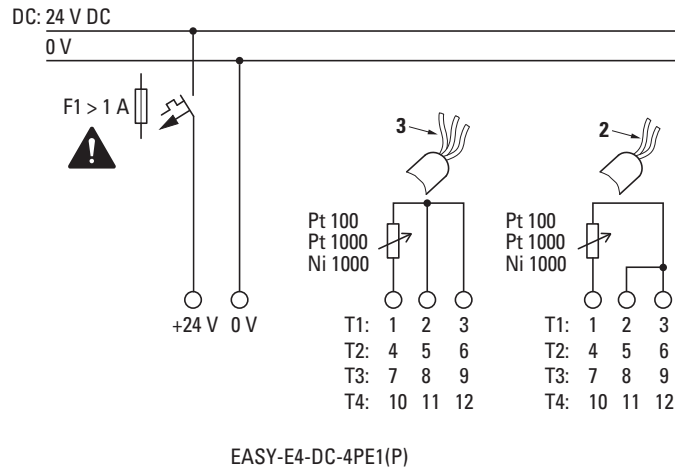 DC: 24 V DC
0 V
F1 > 1 A
3
2
Pt 100
Pt 1000
Ni 1000
Pt 100
Pt 1000
Ni 1000
+24 V 0 V
T1: 1 2 3
T2: 4 5 6
T3: 7 8 9
T4: 10 11 12
T1: 1 2 3
T2: 4 5 6
T3: 7 8 9
T4: 10 11 12
EASY-E4-DC-4PE1(P)